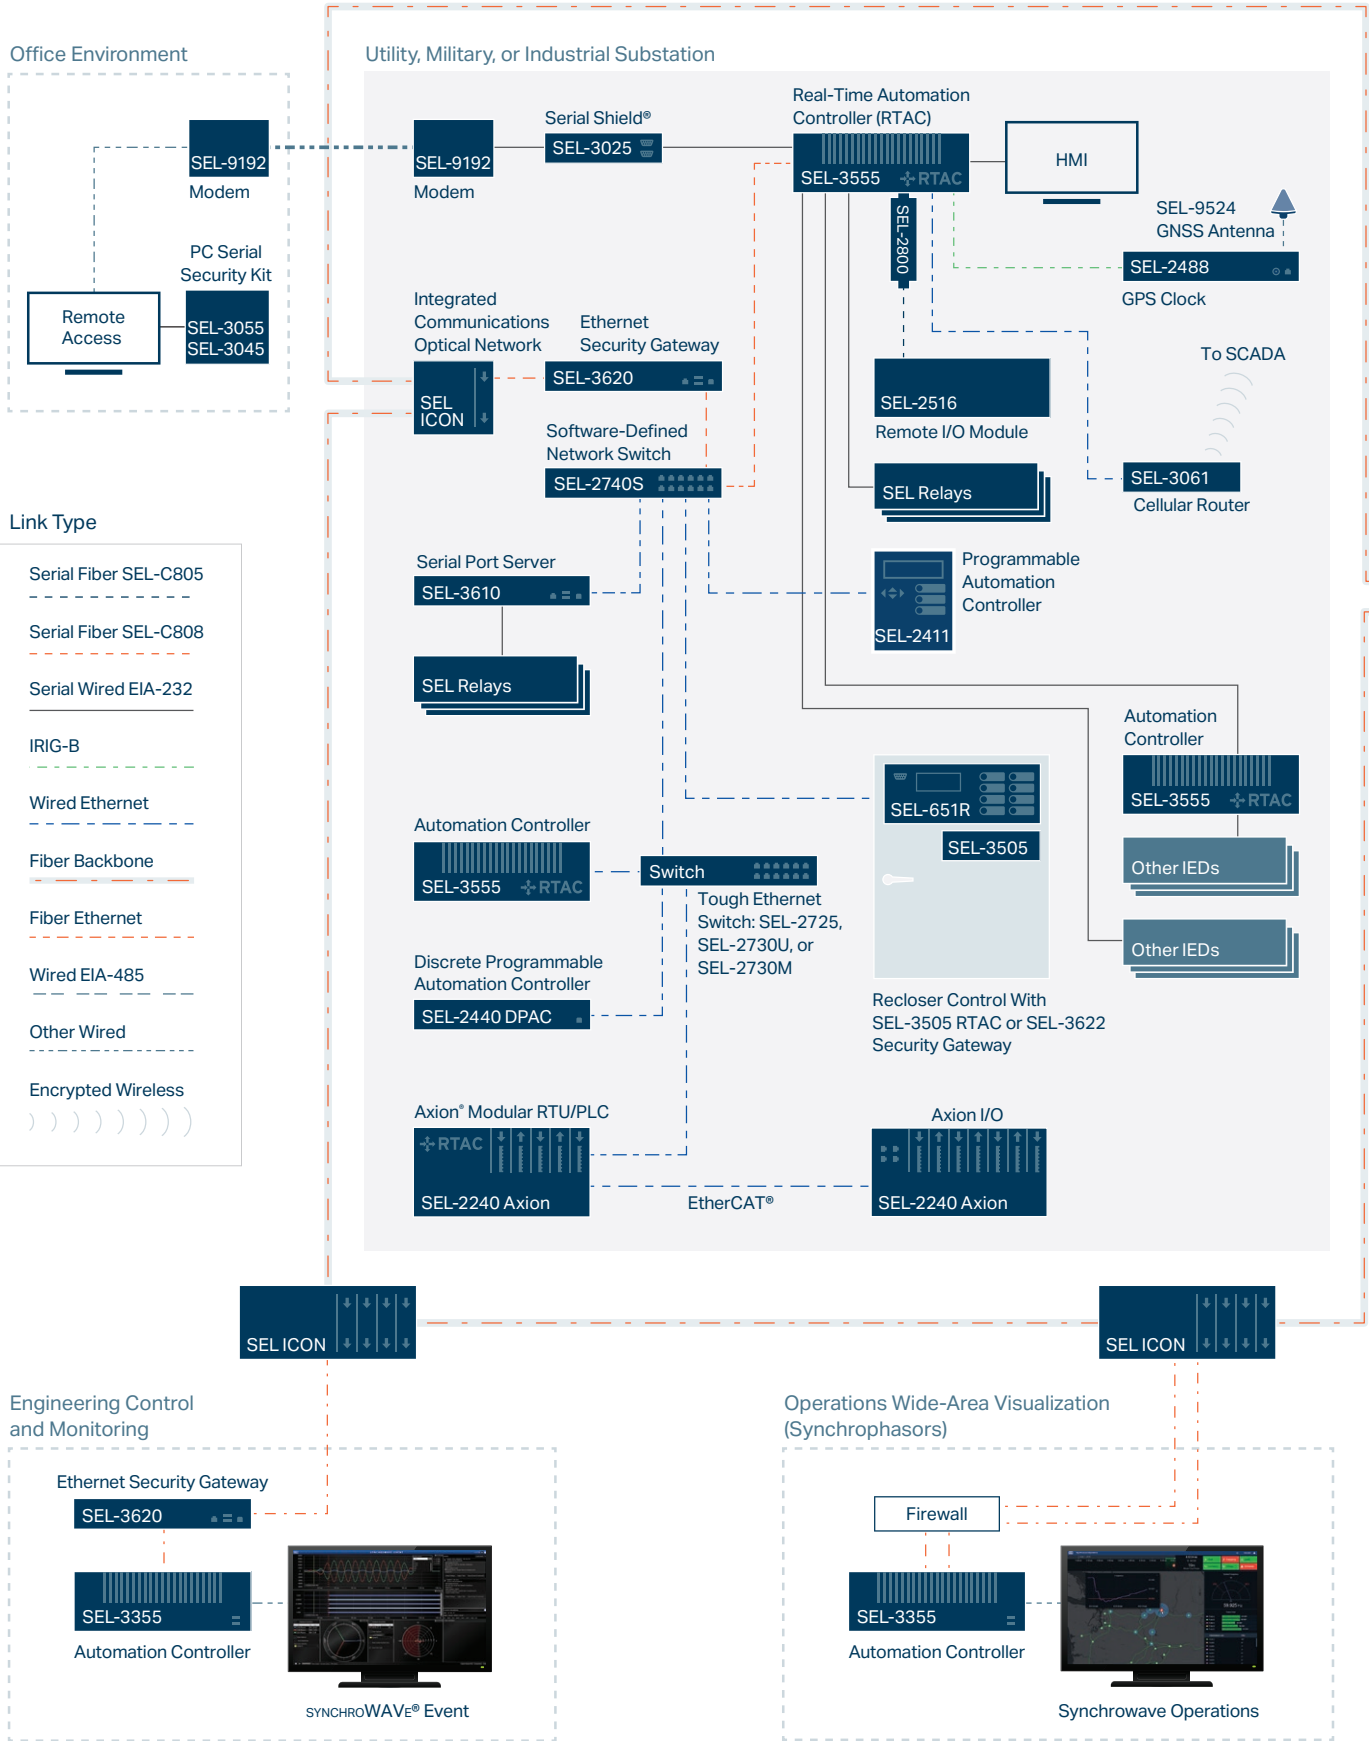 Office Environment
Utility, Military, or Industrial Substation
SEL-9192
Modem
PC Serial
Security Kit
Remote
Access
SEL-3055
SEL-3045
SEL-9192
Modem
Serial Shield®
SEL-3025
Real-Time Automation
Controller (RTAC)
SEL-3555
RTAC
HMI
SEL-2800
SEL-9524
GNSS Antenna
SEL-2488
GPS Clock
To SCADA
Integrated
Communications
Optical Network
SEL
ICON
Ethernet
Security Gateway
SEL-3620
Software-Defined
Network Switch
SEL-2740S
SEL-2516
Remote I/O Module
SEL Relays
SEL-3061
Cellular Router
Link Type
Serial Fiber SEL-C805
Serial Fiber SEL-C808
Serial Wired EIA-232
IRIG-B
Wired Ethernet
Fiber Backbone
Fiber Ethernet
Wired EIA-485
Other Wired
Encrypted Wireless
Serial Port Server
SEL-3610
SEL Relays
Programmable
Automation
Controller
SEL-2411
Automation
Controller
SEL-3555
RTAC
Other IEDs
Other IEDs
SEL-651R
SEL-3505
Recloser Control With
SEL-3505 RTAC or SEL-3622
Security Gateway
Automation Controller
SEL-3555
RTAC
Switch
Tough Ethernet
Switch: SEL-2725,
SEL-2730U, or
SEL-2730M
Discrete Programmable
Automation Controller
SEL-2440 DPAC
Axion® Modular RTU/PLC
RTAC
SEL-2240 Axion
EtherCAT®
Axion I/O
SEL-2240 Axion
SEL ICON
SEL ICON
Engineering Control
and Monitoring
Ethernet Security Gateway
SEL-3620
SEL-3355
Automation Controller
SYNCHROWAVE® Event
Operations Wide-Area Visualization
(Synchrophasors)
Firewall
SEL-3355
Automation Controller
Synchrowave Operations